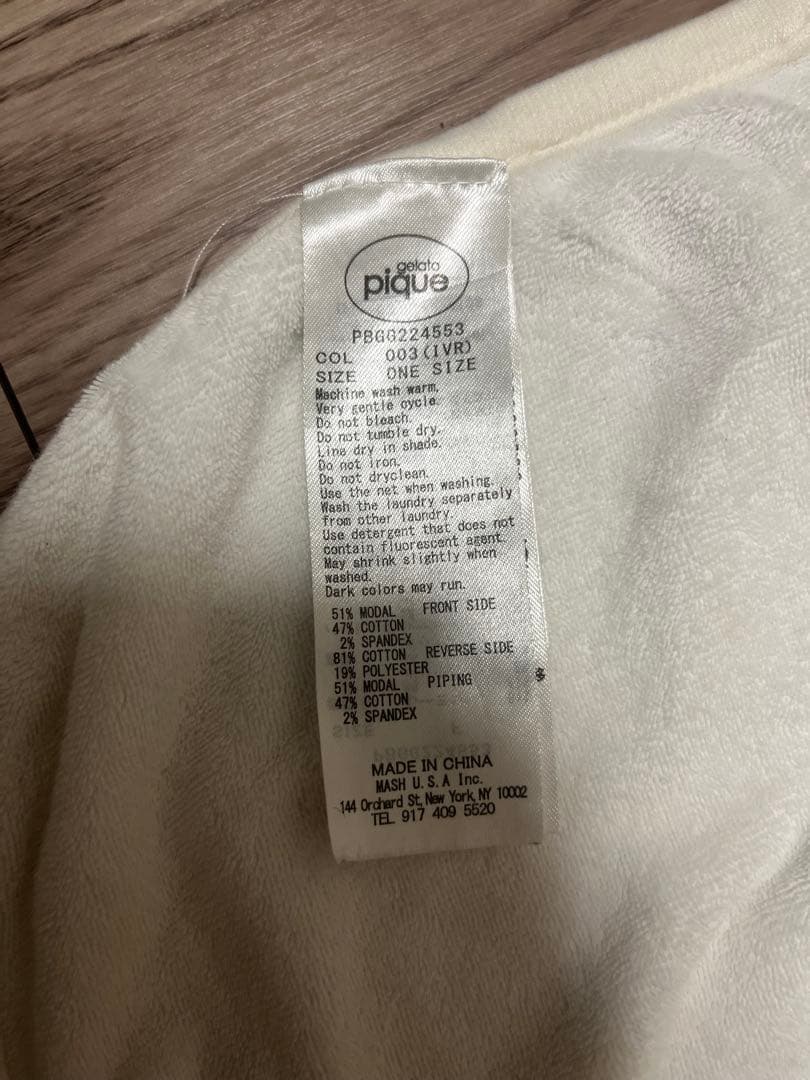 gelato
pique
PBGG224553
COL 003(IVR)
SIZE ONE SIZE
Machine wash warm.
Very gentle cycle.
Do not bleach.
Do not tumble dry.
Line dry in shade.
Do not iron.
Do not dryclean.
Use the net when washing.
Wash the laundry separately
from other laundry.
Use detergent that does not
contain fluorescent agent.
May shrink slightly when
washed.
Dark colors may run.
51% MODAL FRONT SIDE
47% COTTON
2% SPANDEX
81% COTTON REVERSE SIDE
19% POLYESTER
51% MODAL PIPING
47% COTTON
2% SPANDEX
MADE IN CHINA
MASH U.S.A Inc.
144 Orchard St, New York, NY 10002
TEL 917 409 5520